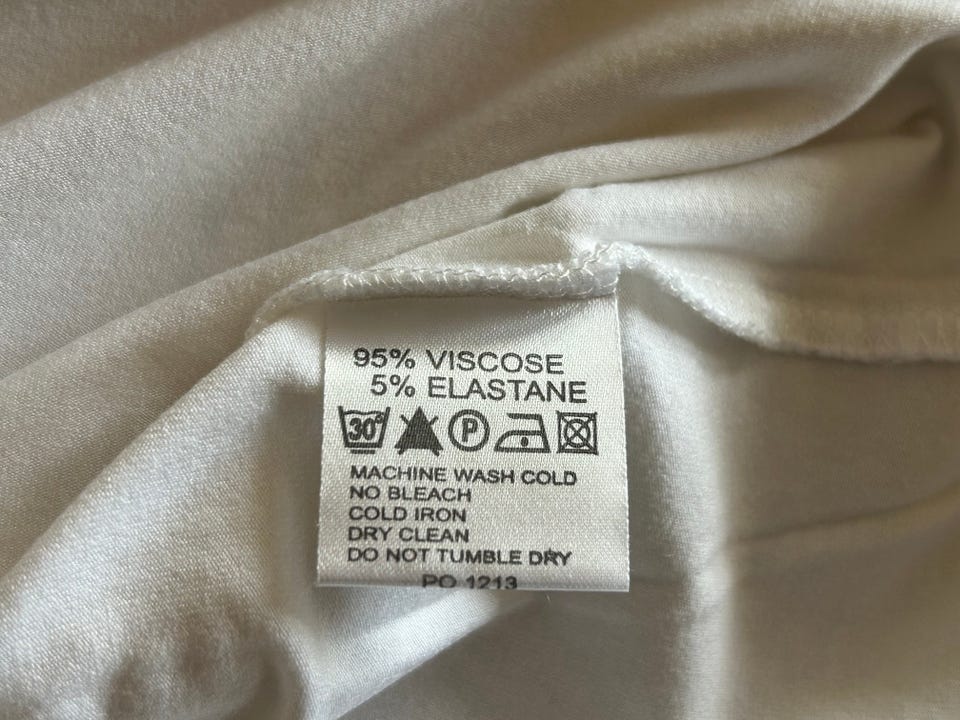 95% VISCOSE
5% ELASTANE
30° P
MACHINE WASH COLD
NO BLEACH
COLD IRON
DRY CLEAN
DO NOT TUMBLE DRY
PO 1213